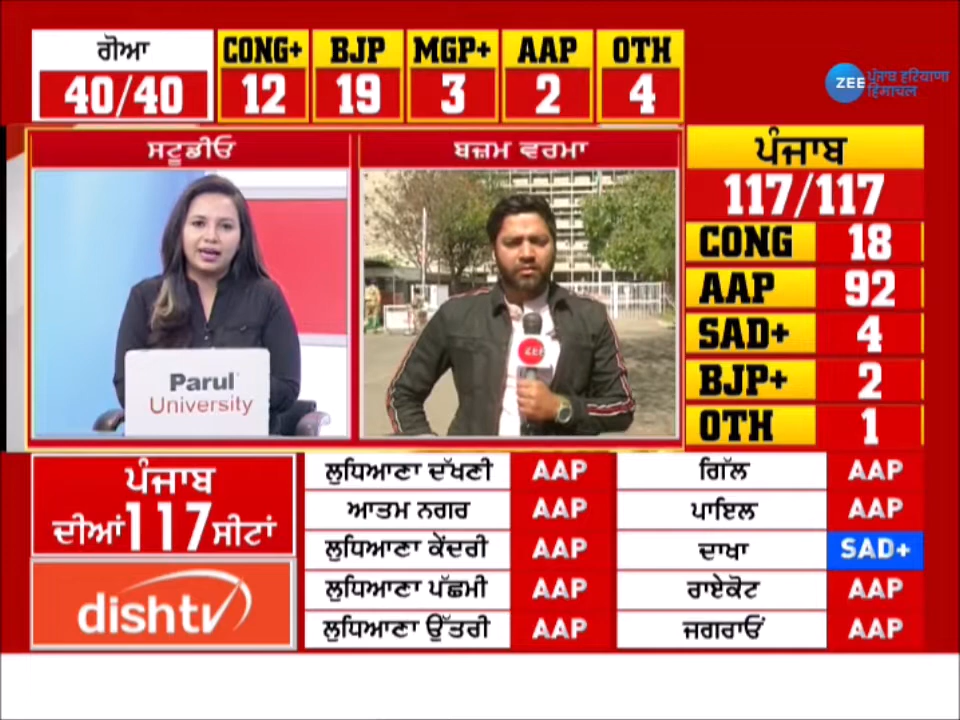 ਗੋਆ
40/40
CONG+ BJP MGP+ AAP OTH
12 19 3 2 4
ZEE ਪੰਜਾਬ ਹਰਿਆਣਾ
ਹਿਮਾਚਲ
ਸਟੂਡੀਓ
ਬਜ਼ਮ ਵਰਮਾ
Parul
University
ZEE
ਪੰਜਾਬ
117/117
CONG 18
AAP 92
SAD+ 4
BJP+ 2
OTH 1
ਪੰਜਾਬ
ਦੀਆਂ 117 ਸੀਟਾਂ
dishtv
ਲੁਧਿਆਣਾ ਦੱਖਣੀ AAP ਗਿੱਲ AAP
ਆਤਮ ਨਗਰ AAP ਪਾਇਲ AAP
ਲੁਧਿਆਣਾ ਕੇਂਦਰੀ AAP ਦਾਖਾ SAD+
ਲੁਧਿਆਣਾ ਪੱਛਮੀ AAP ਰਾਏਕੋਟ AAP
ਲੁਧਿਆਣਾ ਉੱਤਰੀ AAP ਜਗਰਾਓਂ AAP